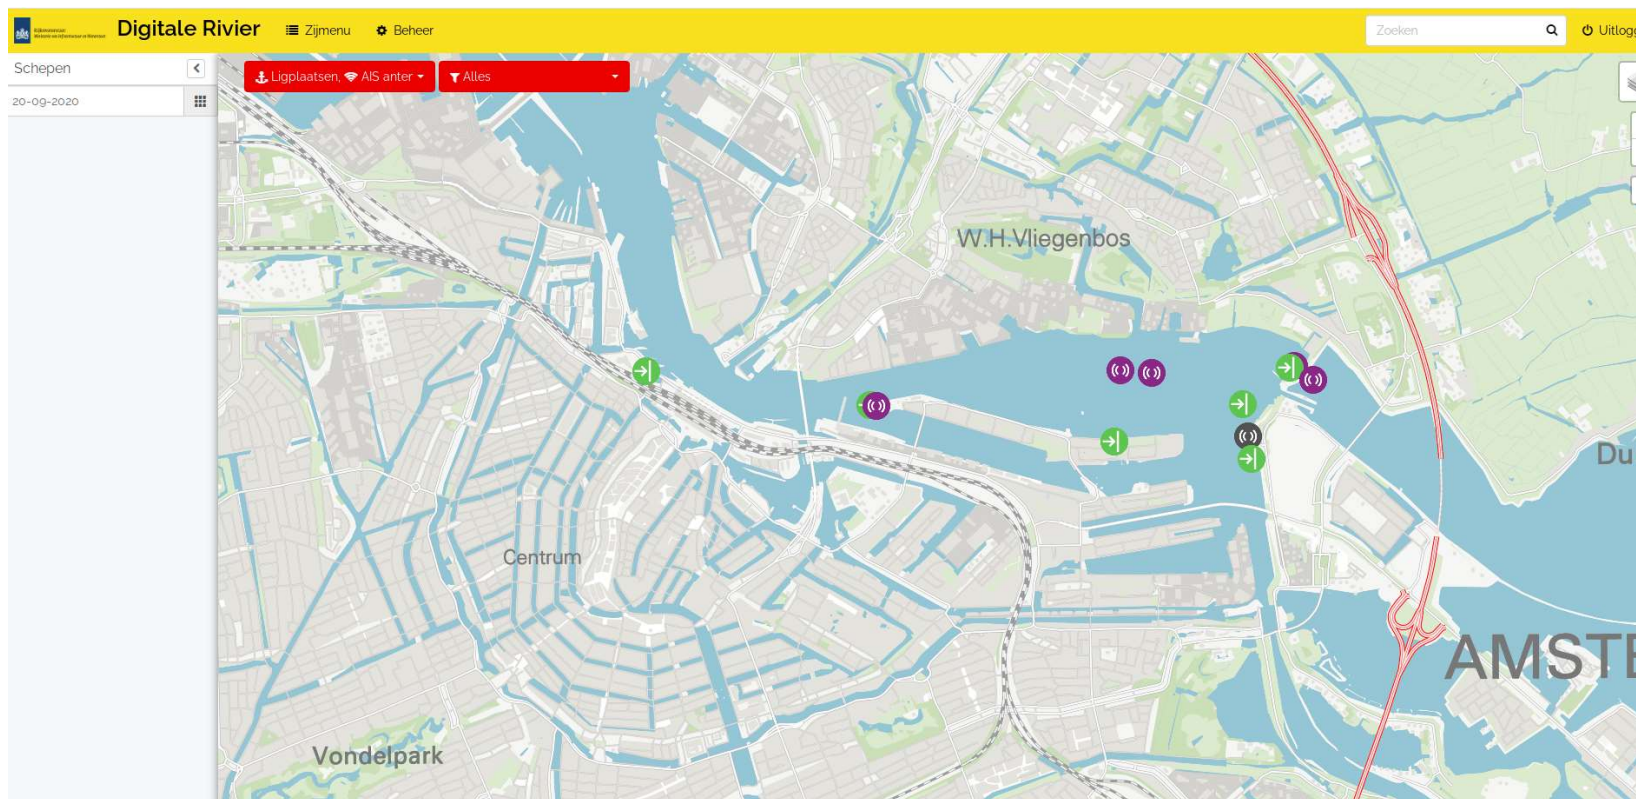 Digitale Rivier
Zijmenu
Beheer
Zoeken
Uitlogg
Schepen
Ligplaatsen, AIS anter
Alles
20-09-2020
W.H.Vliegenbos
Du
Centrum
AMSTE
Vondelpark